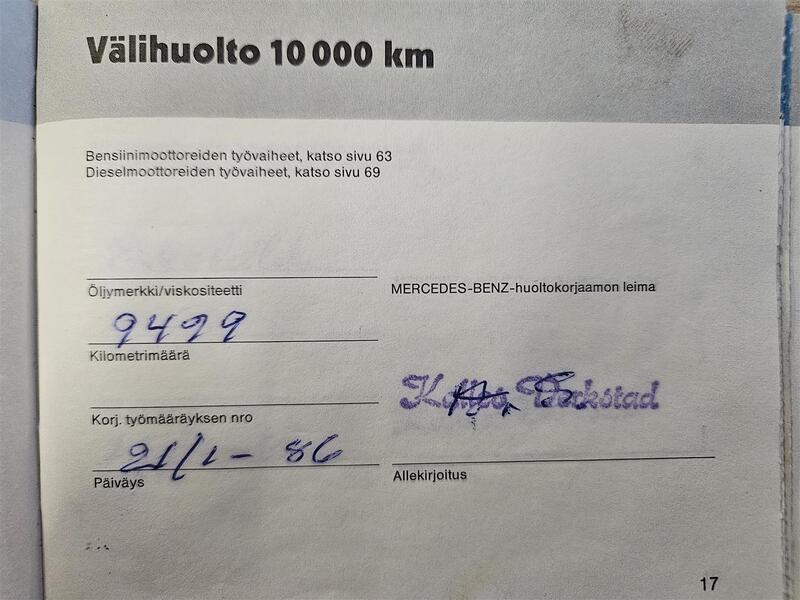 Välihuolto 10 000 km
Bensiinimoottoreiden työvaiheet, katso sivu 63
Dieselmoottoreiden työvaiheet, katso sivu 69
Öljymerkki/viskositeetti
MERCEDES-BENZ-huoltokorjaamon leima
9499
Kilometrimäärä
Verkstad
Korj. työmääräyksen nro
21/1 - 86
Päiväys
Allekirjoitus
17